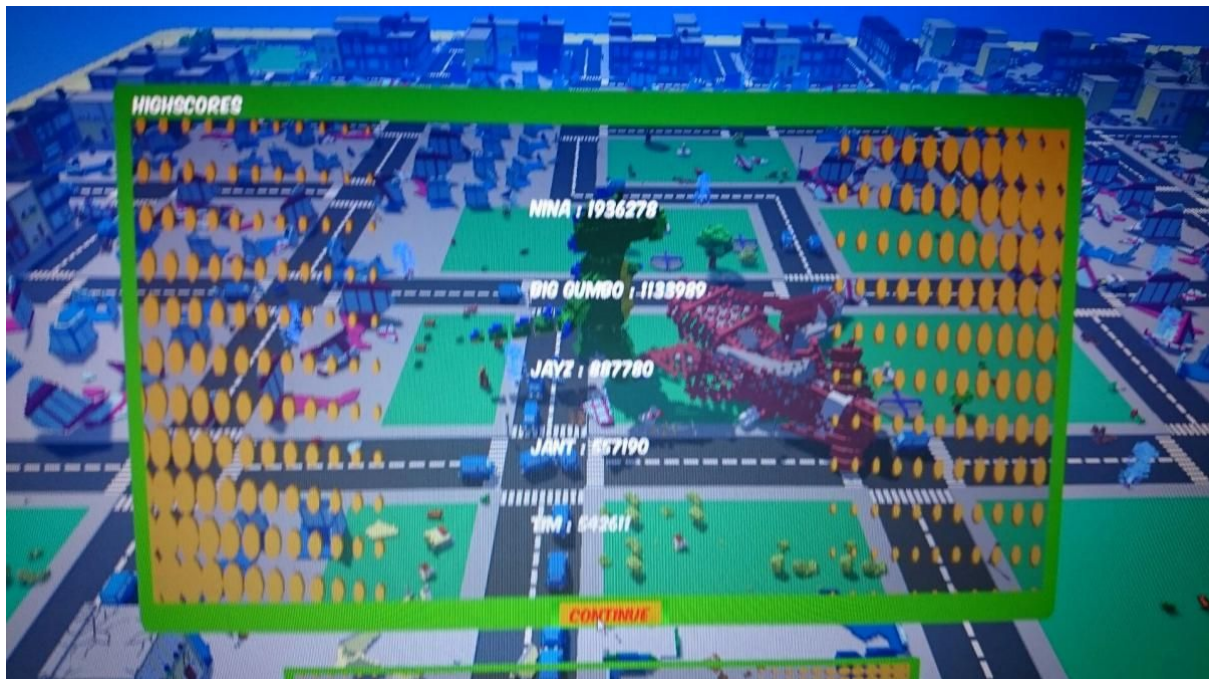 HIGHSCORES
NINA : 1936278
BIG GUMBO : 1133989
JAYZ : 887780
JANT : 557190
TIM : 542611
CONTINUE